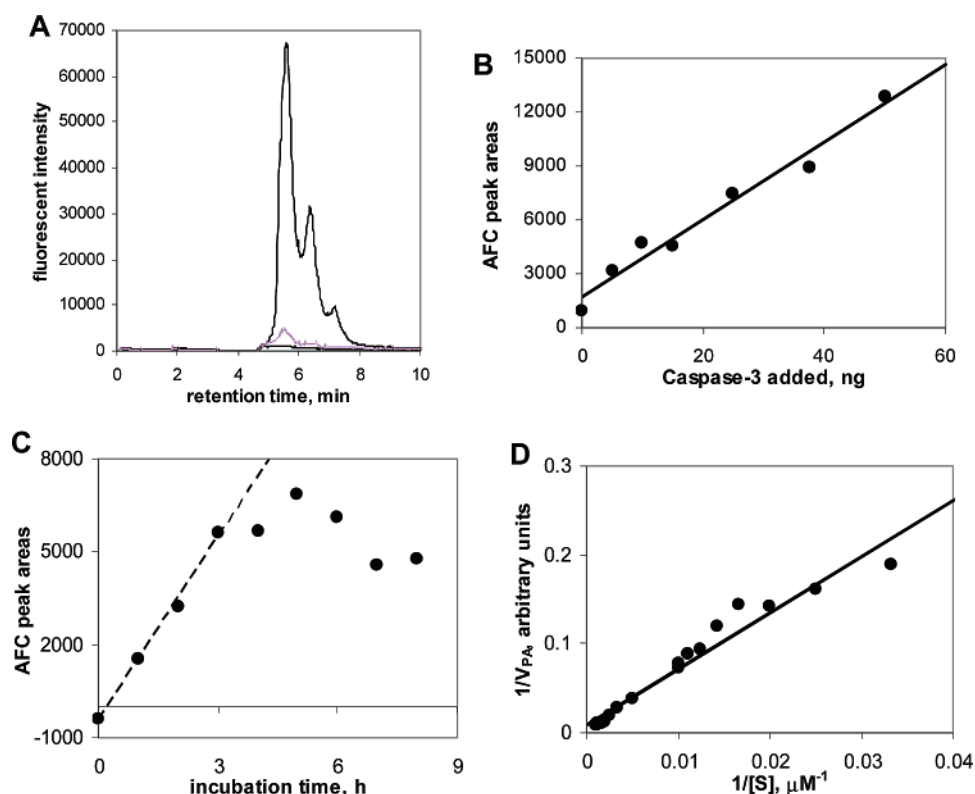 A
70000
60000
50000
40000
30000
20000
10000
0
fluorescent intensity
0 2 4 6 8 10
retention time, min
B
15000
12000
9000
6000
3000
0
AFC peak areas
0 20 40 60
Caspase-3 added, ng
C
8000
5000
2000
-1000
AFC peak areas
0 3 6 9
incubation time, h
D
0.3
0.2
0.1
0
1/V_PA, arbitrary units
0 0.01 0.02 0.03 0.04
1/[S], μM⁻¹